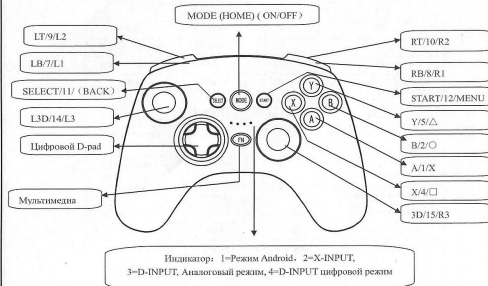 MODE (HOME) ( ON/OFF )
LT/9/L2
LB/7/L1
SELECT/11/ (BACK)
L3D/14/L3
Цифровой D-pad
Мультимедиа
RT/10/R2
RB/8/R1
START/12/MENU
Y/5/△
B/2/○
A/1/X
X/4/□
3D/15/R3
SELECT
MODE
START
Y
X
B
A
FN
Индикатор: 1=Режим Android, 2=X-INPUT,
3=D-INPUT, Аналоговый режим, 4=D-INPUT цифровой режим